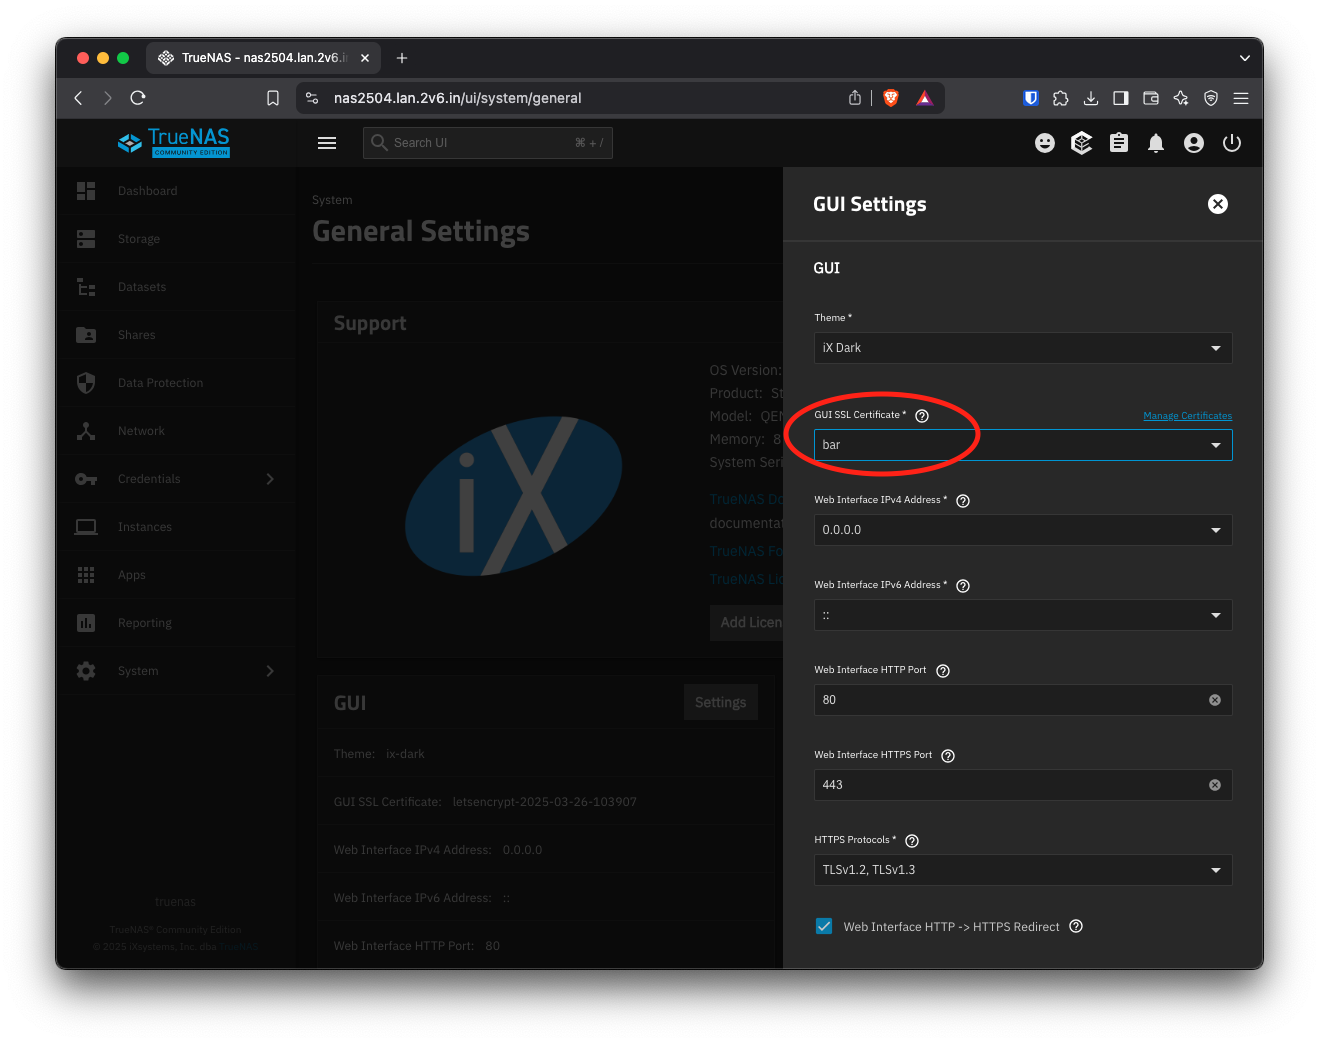 TrueNAS - nas2504.lan.2v6.i
nas2504.lan.2v6.in/ui/system/general
TrueNAS
COMMUNITY EDITION
Search UI
⌘ + /
Dashboard
Storage
Datasets
Shares
Data Protection
Network
Credentials
Instances
Apps
Reporting
System
truenas
TrueNAS® Community Edition
© 2025 iXsystems, Inc. dba TrueNAS
System
General Settings
Support
iX
OS Version:
Product: St
Model: QEM
Memory: 8
System Seri
TrueNAS Do
documentat
TrueNAS Fo
TrueNAS Lic
Add Licen
GUI
Settings
Theme: ix-dark
GUI SSL Certificate: letsencrypt-2025-03-26-103907
Web Interface IPv4 Address: 0.0.0.0
Web Interface IPv6 Address: ::
Web Interface HTTP Port: 80
GUI Settings
GUI
Theme *
iX Dark
GUI SSL Certificate *
Manage Certificates
bar
Web Interface IPv4 Address *
0.0.0.0
Web Interface IPv6 Address *
::
Web Interface HTTP Port
80
Web Interface HTTPS Port
443
HTTPS Protocols *
TLSv1.2, TLSv1.3
Web Interface HTTP -> HTTPS Redirect